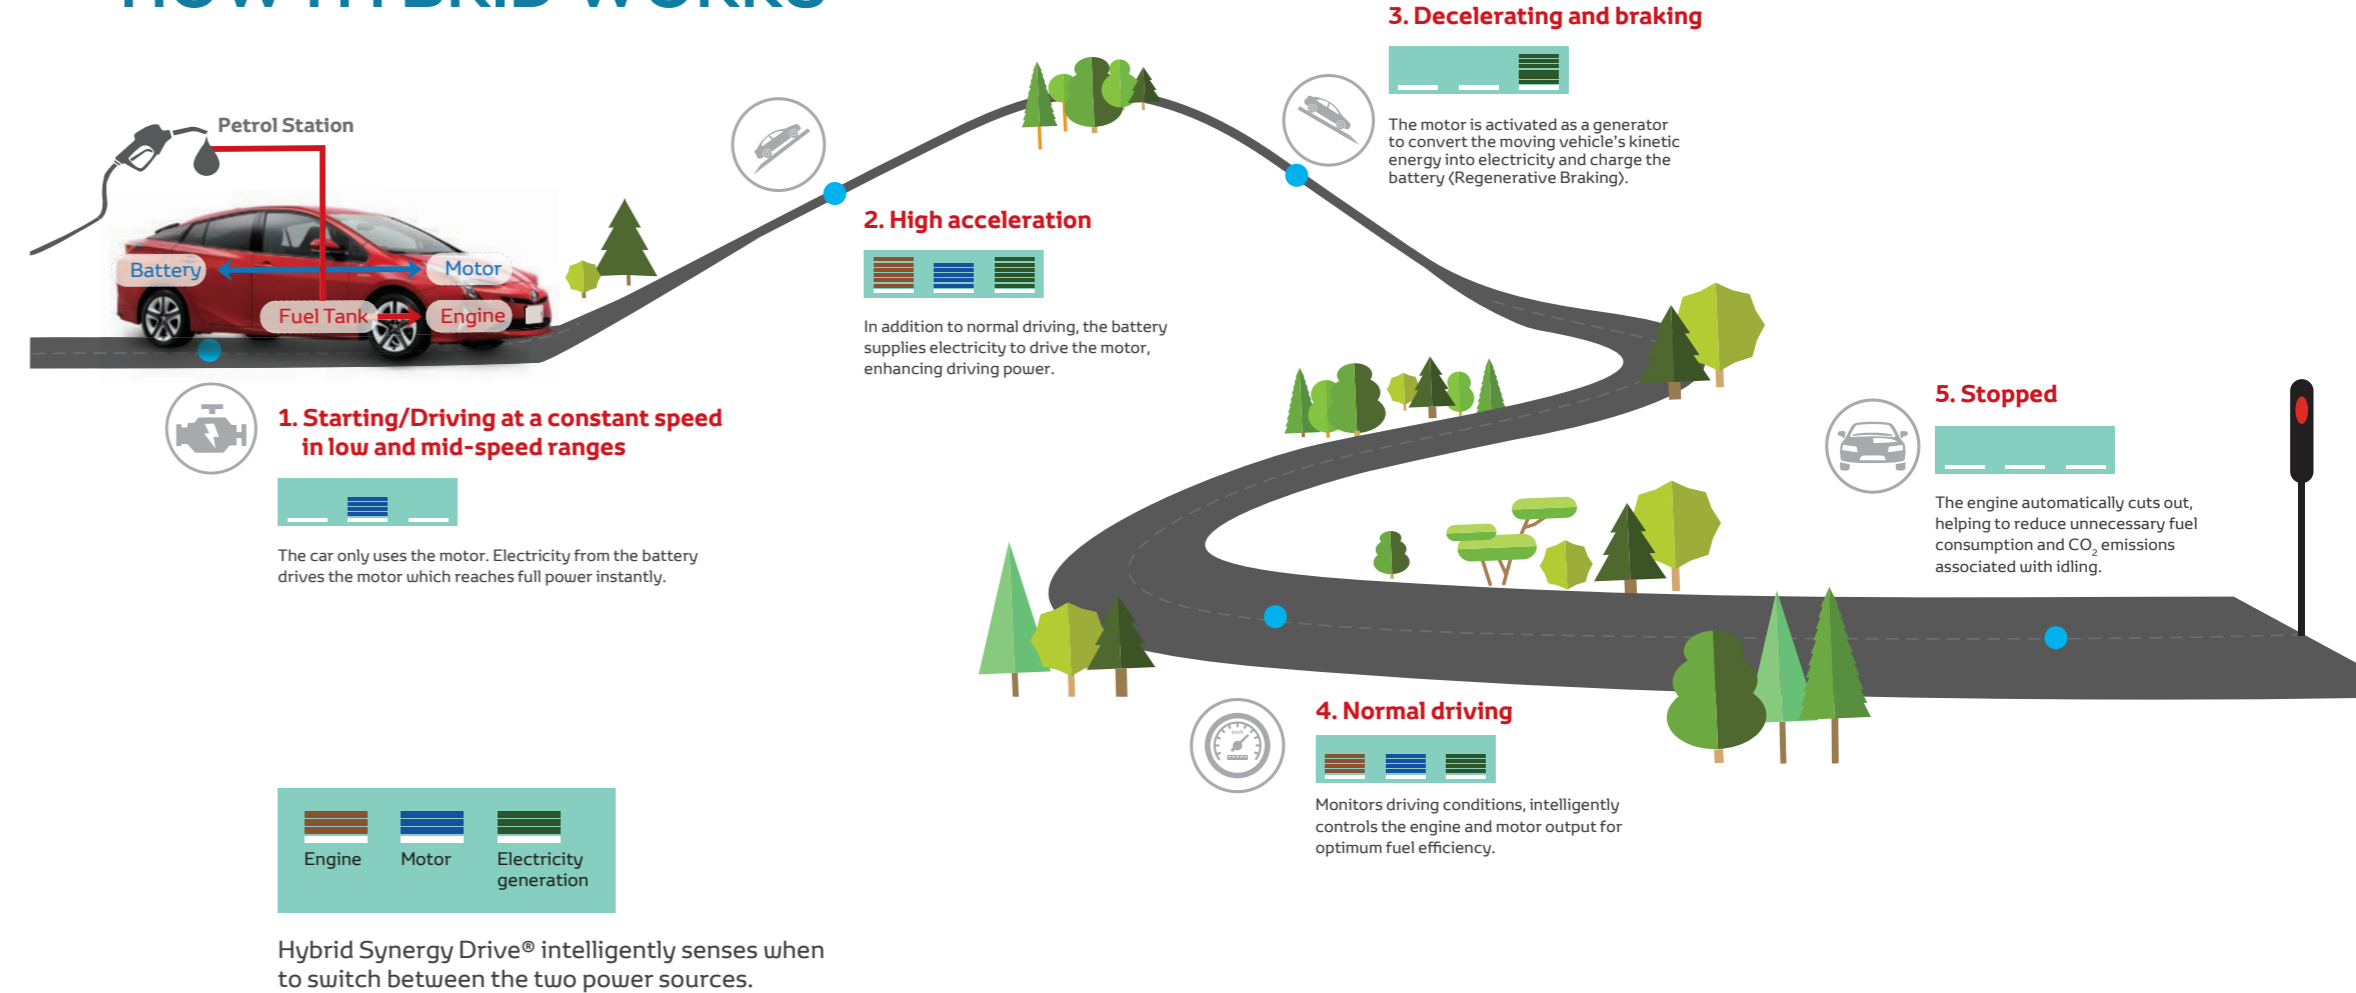 HOW HYBRID WORKS
Petrol Station
Battery
Motor
Fuel Tank
Engine
1. Starting/Driving at a constant speed
in low and mid-speed ranges
The car only uses the motor. Electricity from the battery
drives the motor which reaches full power instantly.
2. High acceleration
In addition to normal driving, the battery
supplies electricity to drive the motor,
enhancing driving power.
3. Decelerating and braking
The motor is activated as a generator
to convert the moving vehicle's kinetic
energy into electricity and charge the
battery (Regenerative Braking).
4. Normal driving
Monitors driving conditions, intelligently
controls the engine and motor output for
optimum fuel efficiency.
5. Stopped
The engine automatically cuts out,
helping to reduce unnecessary fuel
consumption and CO₂ emissions
associated with idling.
Engine
Motor
Electricity
generation
Hybrid Synergy Drive® intelligently senses when
to switch between the two power sources.